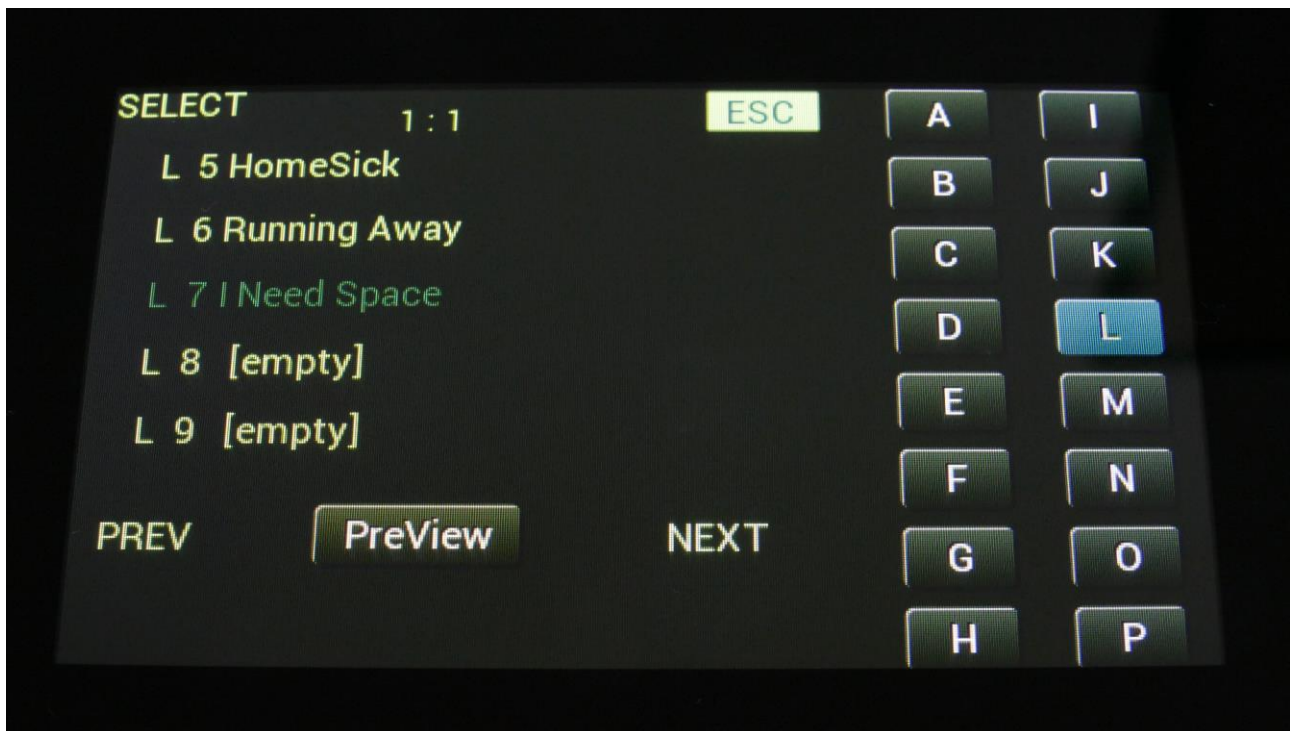 SELECT 1 : 1 ESC
L 5 HomeSick
L 6 Running Away
L 7 I Need Space
L 8 [empty]
L 9 [empty]
PREV PreView NEXT
A I
B J
C K
D L
E M
F N
G O
H P